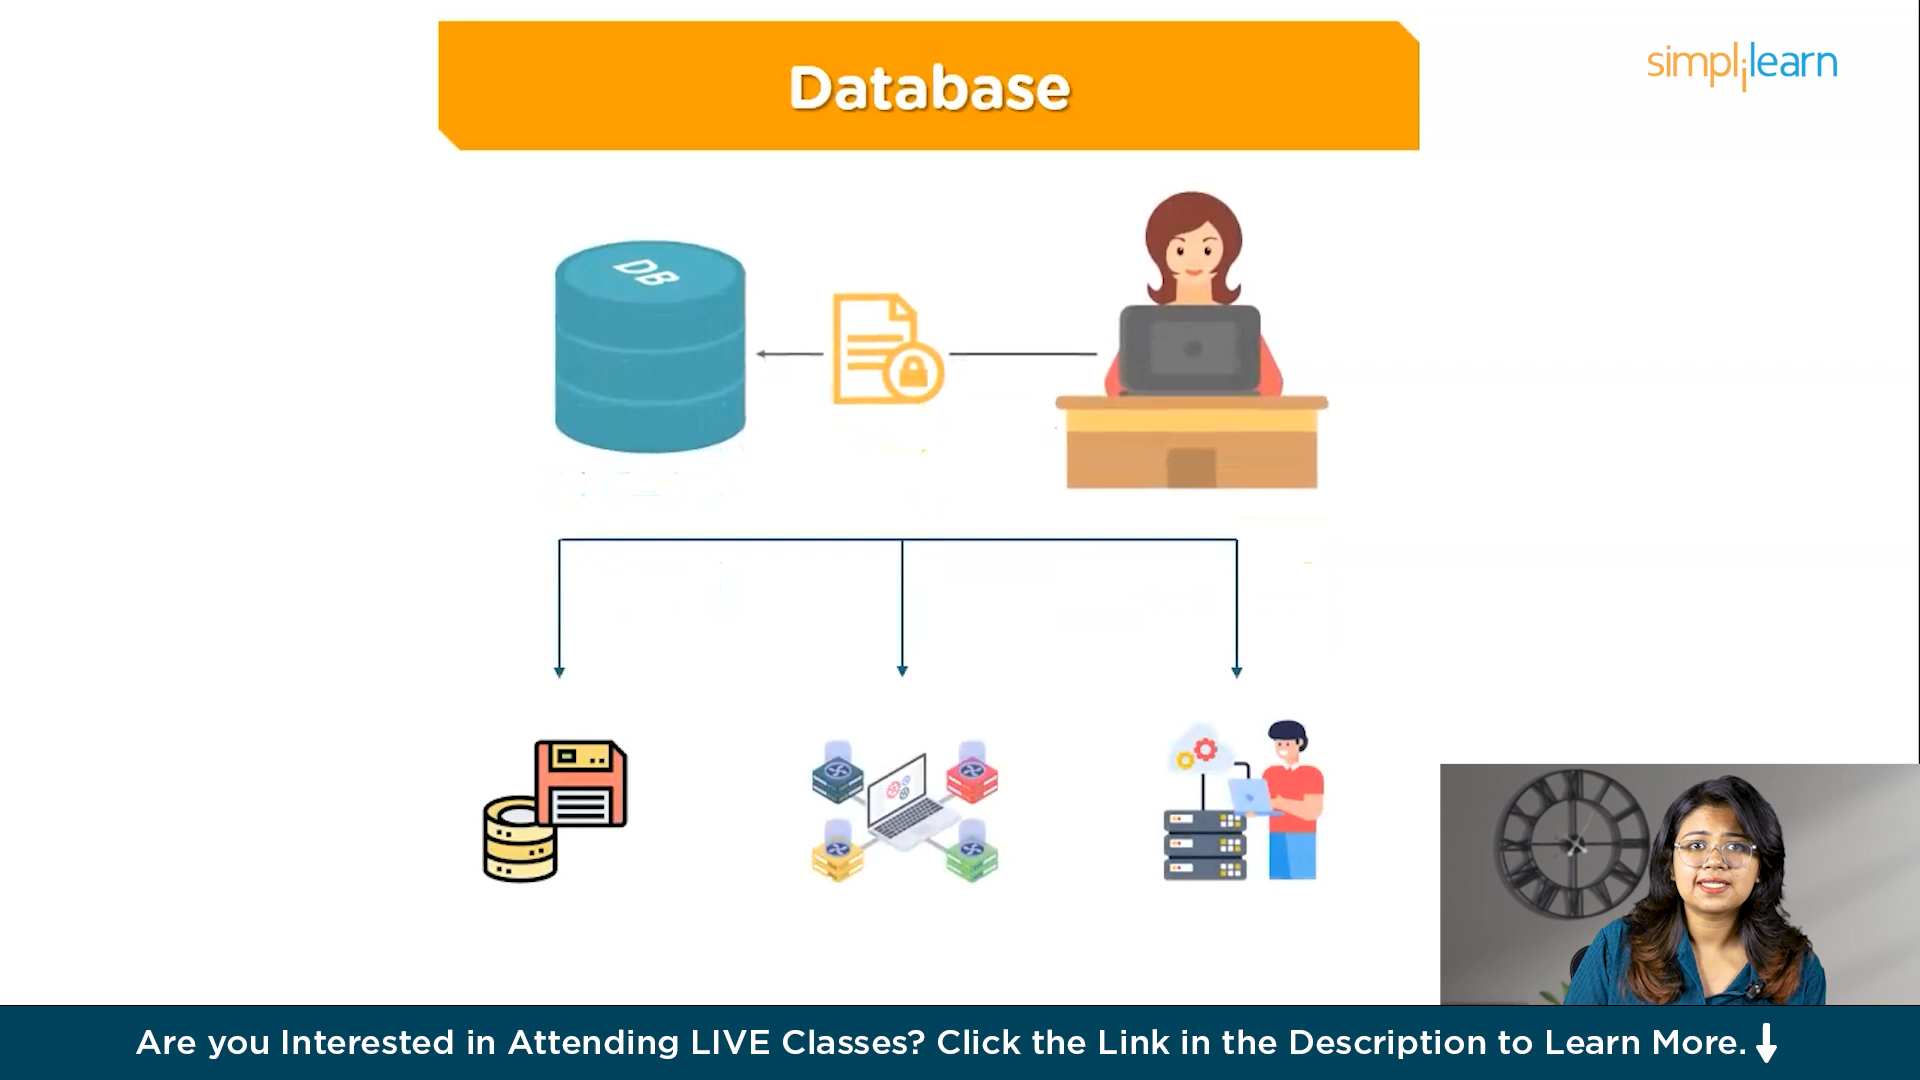 Database
simplilearn
DB
Are you Interested in Attending LIVE Classes? Click the Link in the Description to Learn More.